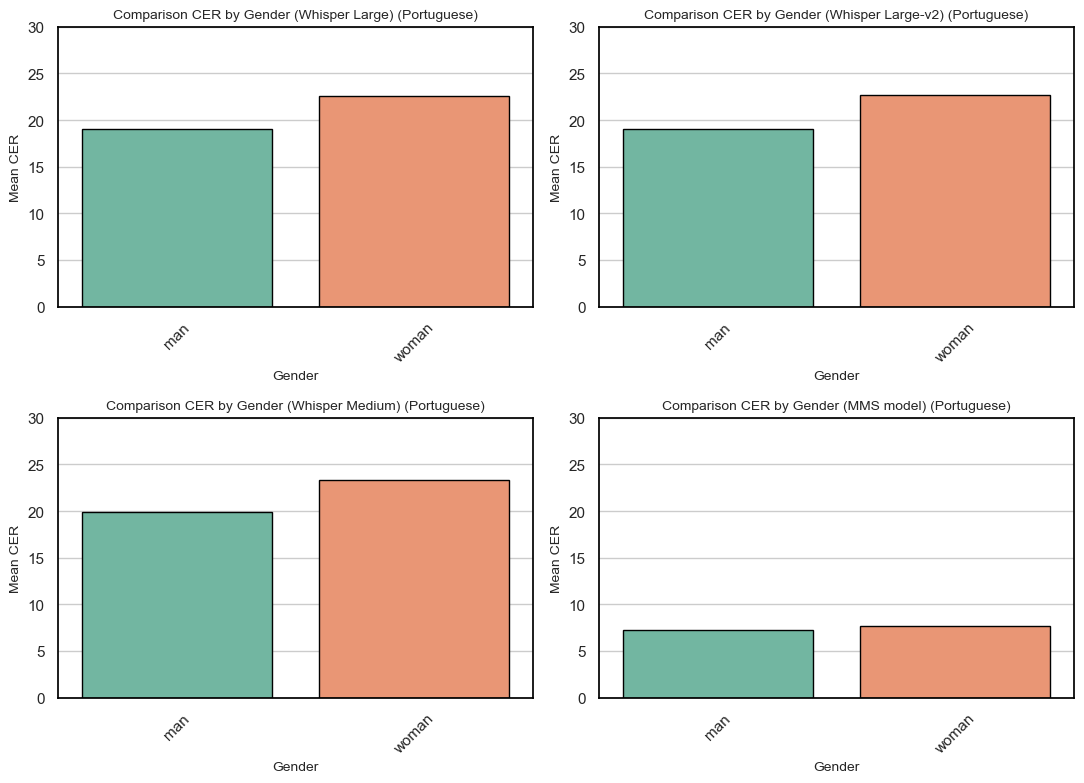 Comparison CER by Gender (Whisper Large) (Portuguese)
30
25
20
15
10
5
0
Mean CER
man
woman
Gender
Comparison CER by Gender (Whisper Large-v2) (Portuguese)
30
25
20
15
10
5
0
Mean CER
man
woman
Gender
Comparison CER by Gender (Whisper Medium) (Portuguese)
30
25
20
15
10
5
0
Mean CER
man
woman
Gender
Comparison CER by Gender (MMS model) (Portuguese)
30
25
20
15
10
5
0
Mean CER
man
woman
Gender